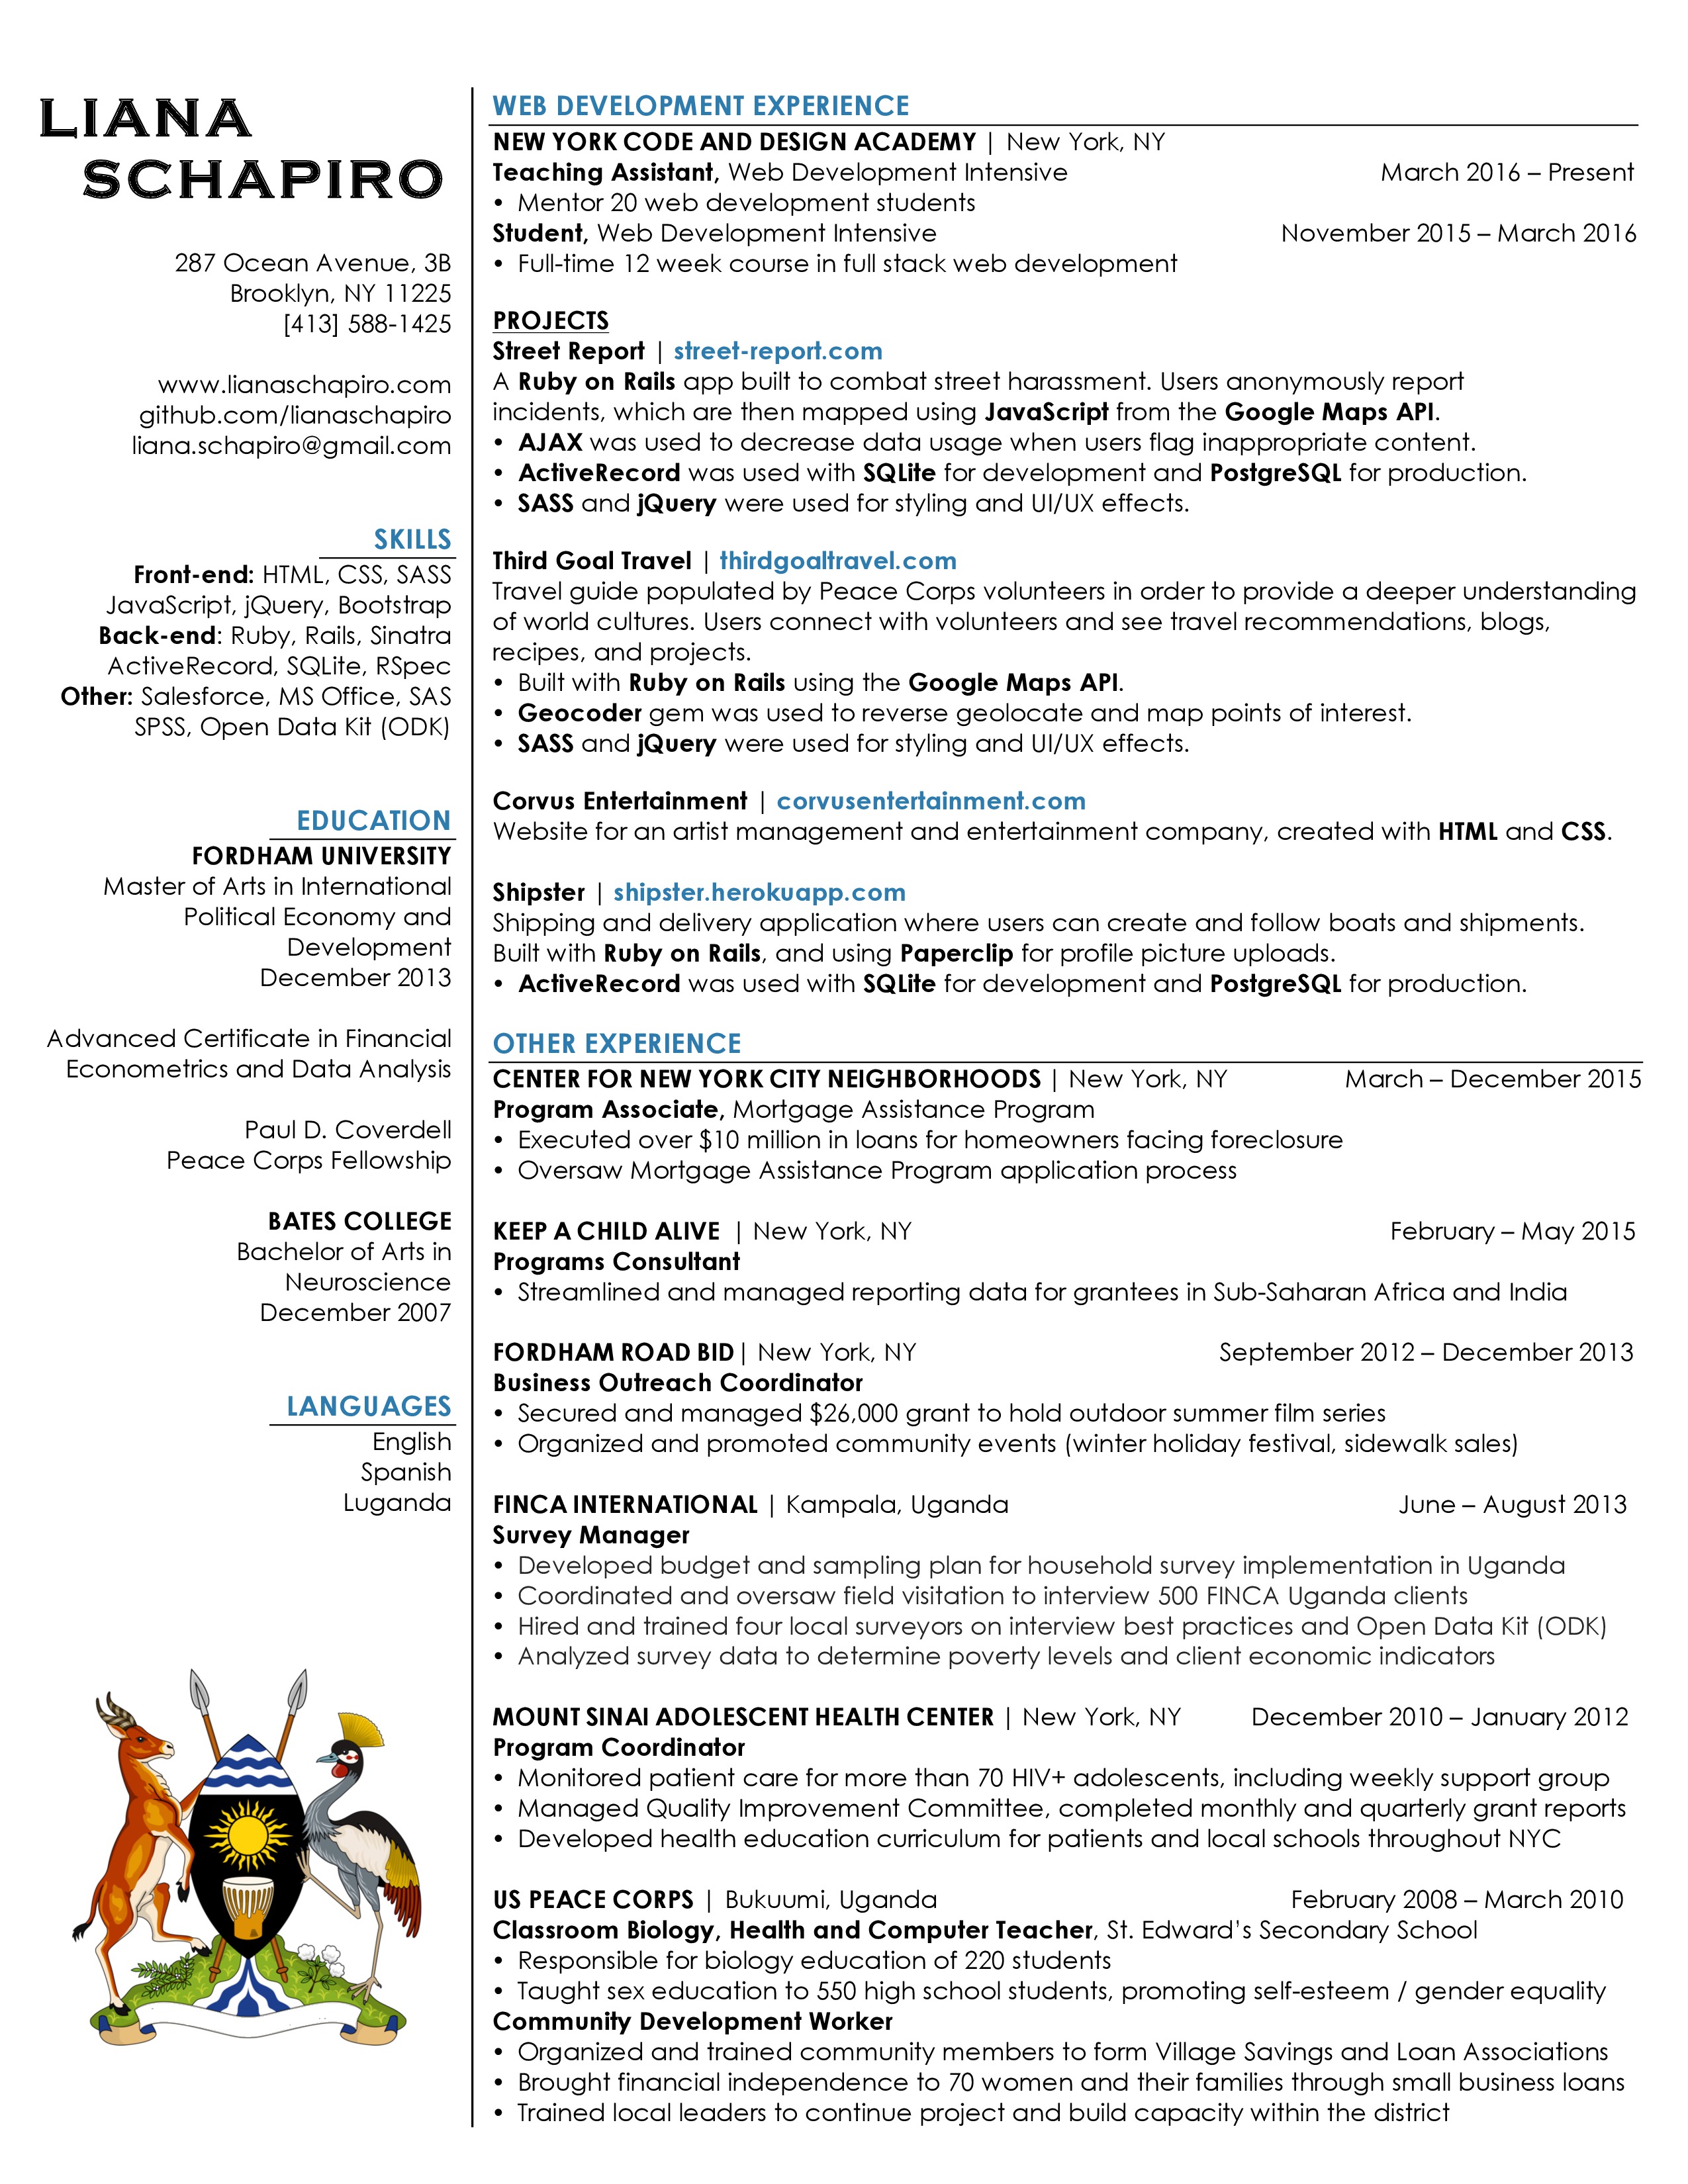 LIANA
SCHAPIRO
287 Ocean Avenue, 3B
Brooklyn, NY 11225
[413] 588-1425
www.lianaschapiro.com
github.com/lianaschapiro
liana.schapiro@gmail.com
SKILLS
Front-end: HTML, CSS, SASS
JavaScript, jQuery, Bootstrap
Back-end: Ruby, Rails, Sinatra
ActiveRecord, SQLite, RSpec
Other: Salesforce, MS Office, SAS
SPSS, Open Data Kit (ODK)
EDUCATION
FORDHAM UNIVERSITY
Master of Arts in International
Political Economy and
Development
December 2013
Advanced Certificate in Financial
Econometrics and Data Analysis
Paul D. Coverdell
Peace Corps Fellowship
BATES COLLEGE
Bachelor of Arts in
Neuroscience
December 2007
LANGUAGES
English
Spanish
Luganda
WEB DEVELOPMENT EXPERIENCE
NEW YORK CODE AND DESIGN ACADEMY | New York, NY
Teaching Assistant, Web Development Intensive March 2016 – Present
• Mentor 20 web development students
Student, Web Development Intensive November 2015 – March 2016
• Full-time 12 week course in full stack web development
PROJECTS
Street Report | street-report.com
A Ruby on Rails app built to combat street harassment. Users anonymously report
incidents, which are then mapped using JavaScript from the Google Maps API.
• AJAX was used to decrease data usage when users flag inappropriate content.
• ActiveRecord was used with SQLite for development and PostgreSQL for production.
• SASS and jQuery were used for styling and UI/UX effects.
Third Goal Travel | thirdgoaltravel.com
Travel guide populated by Peace Corps volunteers in order to provide a deeper understanding
of world cultures. Users connect with volunteers and see travel recommendations, blogs,
recipes, and projects.
• Built with Ruby on Rails using the Google Maps API.
• Geocoder gem was used to reverse geolocate and map points of interest.
• SASS and jQuery were used for styling and UI/UX effects.
Corvus Entertainment | corvusentertainment.com
Website for an artist management and entertainment company, created with HTML and CSS.
Shipster | shipster.herokuapp.com
Shipping and delivery application where users can create and follow boats and shipments.
Built with Ruby on Rails, and using Paperclip for profile picture uploads.
• ActiveRecord was used with SQLite for development and PostgreSQL for production.
OTHER EXPERIENCE
CENTER FOR NEW YORK CITY NEIGHBORHOODS | New York, NY March – December 2015
Program Associate, Mortgage Assistance Program
• Executed over $10 million in loans for homeowners facing foreclosure
• Oversaw Mortgage Assistance Program application process
KEEP A CHILD ALIVE | New York, NY February – May 2015
Programs Consultant
• Streamlined and managed reporting data for grantees in Sub-Saharan Africa and India
FORDHAM ROAD BID | New York, NY September 2012 – December 2013
Business Outreach Coordinator
• Secured and managed $26,000 grant to hold outdoor summer film series
• Organized and promoted community events (winter holiday festival, sidewalk sales)
FINCA INTERNATIONAL | Kampala, Uganda June – August 2013
Survey Manager
• Developed budget and sampling plan for household survey implementation in Uganda
• Coordinated and oversaw field visitation to interview 500 FINCA Uganda clients
• Hired and trained four local surveyors on interview best practices and Open Data Kit (ODK)
• Analyzed survey data to determine poverty levels and client economic indicators
MOUNT SINAI ADOLESCENT HEALTH CENTER | New York, NY December 2010 – January 2012
Program Coordinator
• Monitored patient care for more than 70 HIV+ adolescents, including weekly support group
• Managed Quality Improvement Committee, completed monthly and quarterly grant reports
• Developed health education curriculum for patients and local schools throughout NYC
US PEACE CORPS | Bukuumi, Uganda February 2008 – March 2010
Classroom Biology, Health and Computer Teacher, St. Edward's Secondary School
• Responsible for biology education of 220 students
• Taught sex education to 550 high school students, promoting self-esteem / gender equality
Community Development Worker
• Organized and trained community members to form Village Savings and Loan Associations
• Brought financial independence to 70 women and their families through small business loans
• Trained local leaders to continue project and build capacity within the district